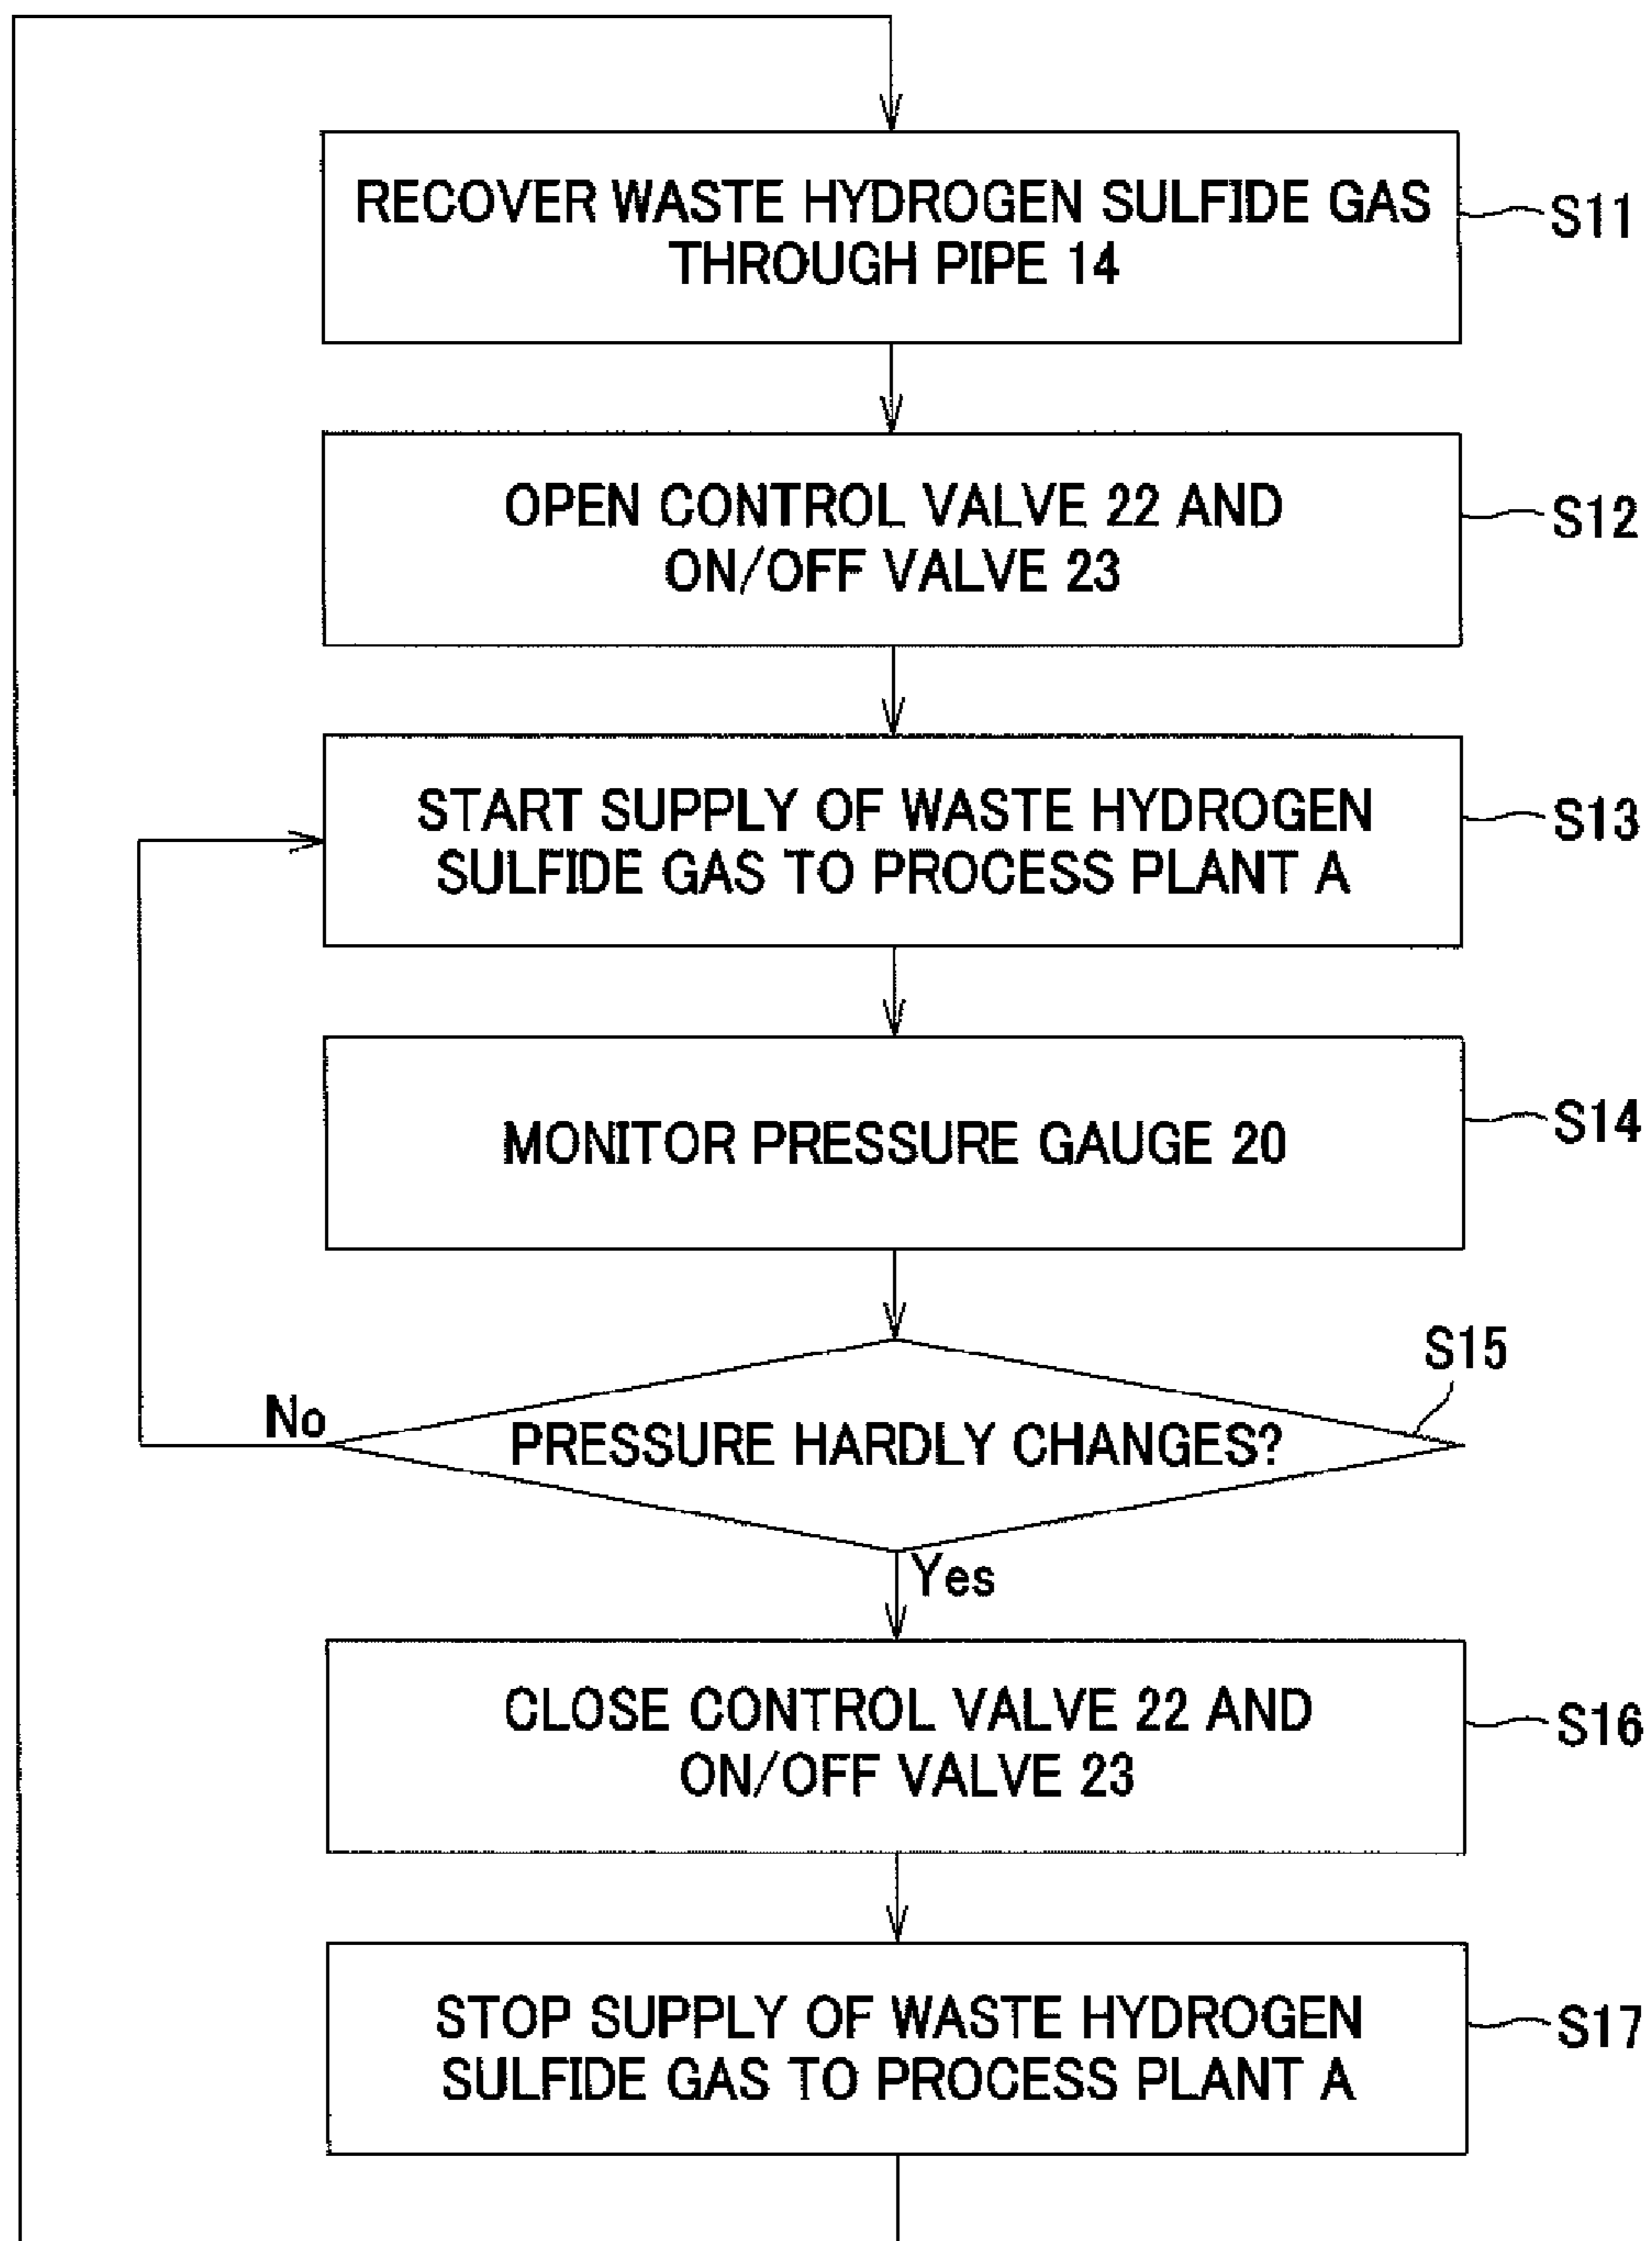 RECOVER WASTE HYDROGEN SULFIDE GAS
THROUGH PIPE 14
S11
OPEN CONTROL VALVE 22 AND
ON/OFF VALVE 23
S12
START SUPPLY OF WASTE HYDROGEN
SULFIDE GAS TO PROCESS PLANT A
S13
MONITOR PRESSURE GAUGE 20
S14
S15
No
PRESSURE HARDLY CHANGES?
Yes
CLOSE CONTROL VALVE 22 AND
ON/OFF VALVE 23
S16
STOP SUPPLY OF WASTE HYDROGEN
SULFIDE GAS TO PROCESS PLANT A
S17